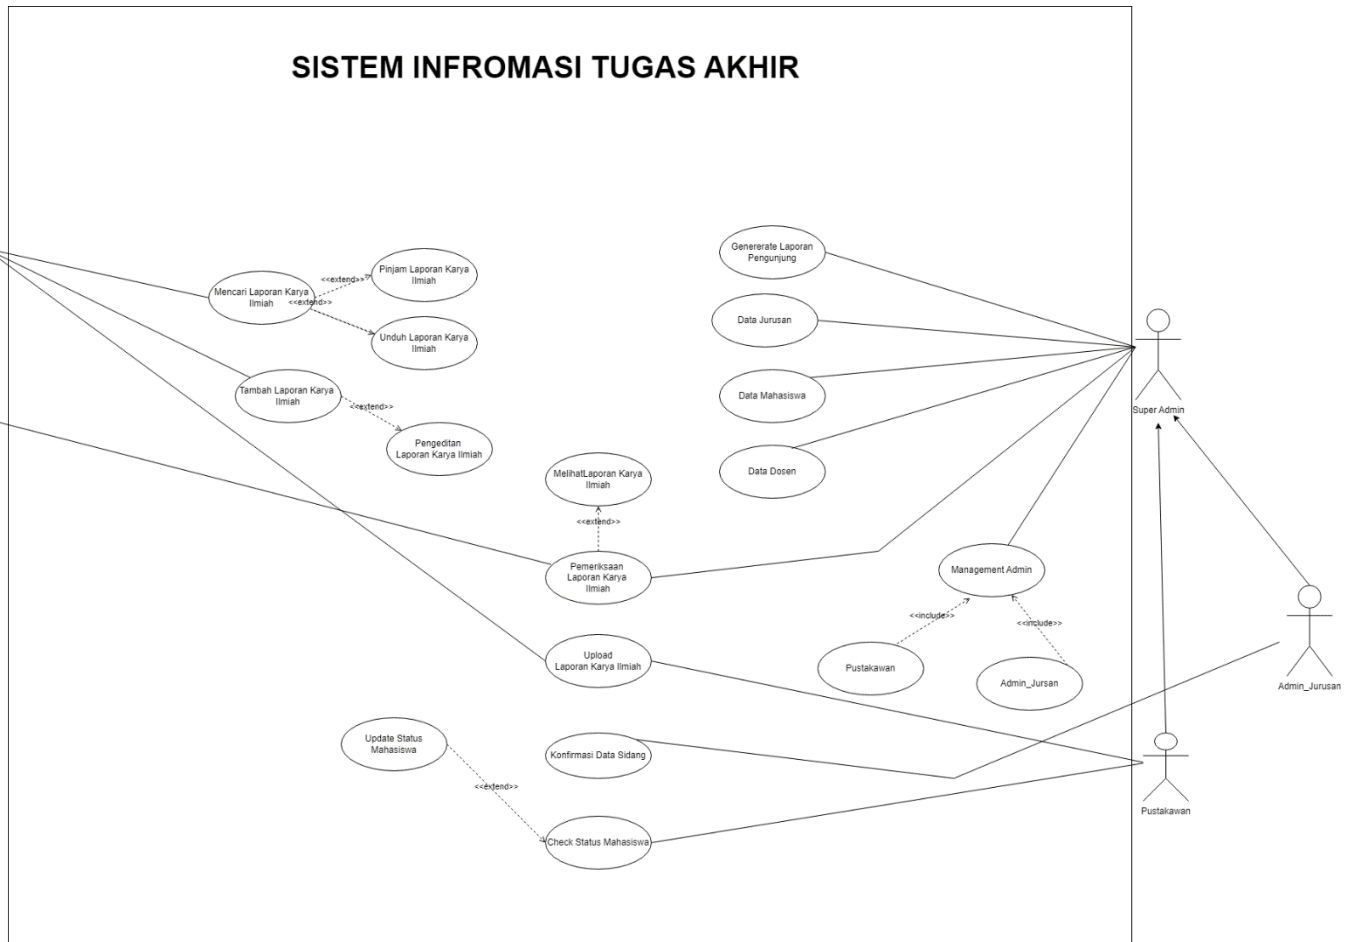 SISTEM INFROMASI TUGAS AKHIR
Genererate Laporan
Pengunjung
Pinjam Laporan Karya
Ilmiah
<<extend>>
Mencari Laporan Karya
Ilmiah
<<extend>>
Unduh Laporan Karya
Ilmiah
Data Jurusan
Super Admin
Tambah Laporan Karya
Ilmiah
<<extend>>
Pengeditan
Laporan Karya Ilmiah
Data Mahasiswa
Data Dosen
MelihatLaporan Karya
Ilmiah
<<extend>>
Pemeriksaan
Laporan Karya
Ilmiah
Management Admin
<<include>>
<<include>>
Pustakawan
Admin_Jursan
Admin_Jurusan
Upload
Laporan Karya Ilmiah
Update Status
Mahasiswa
Konfirmasi Data Sidang
<<extend>>
Check Status Mahasiswa
Pustakawan